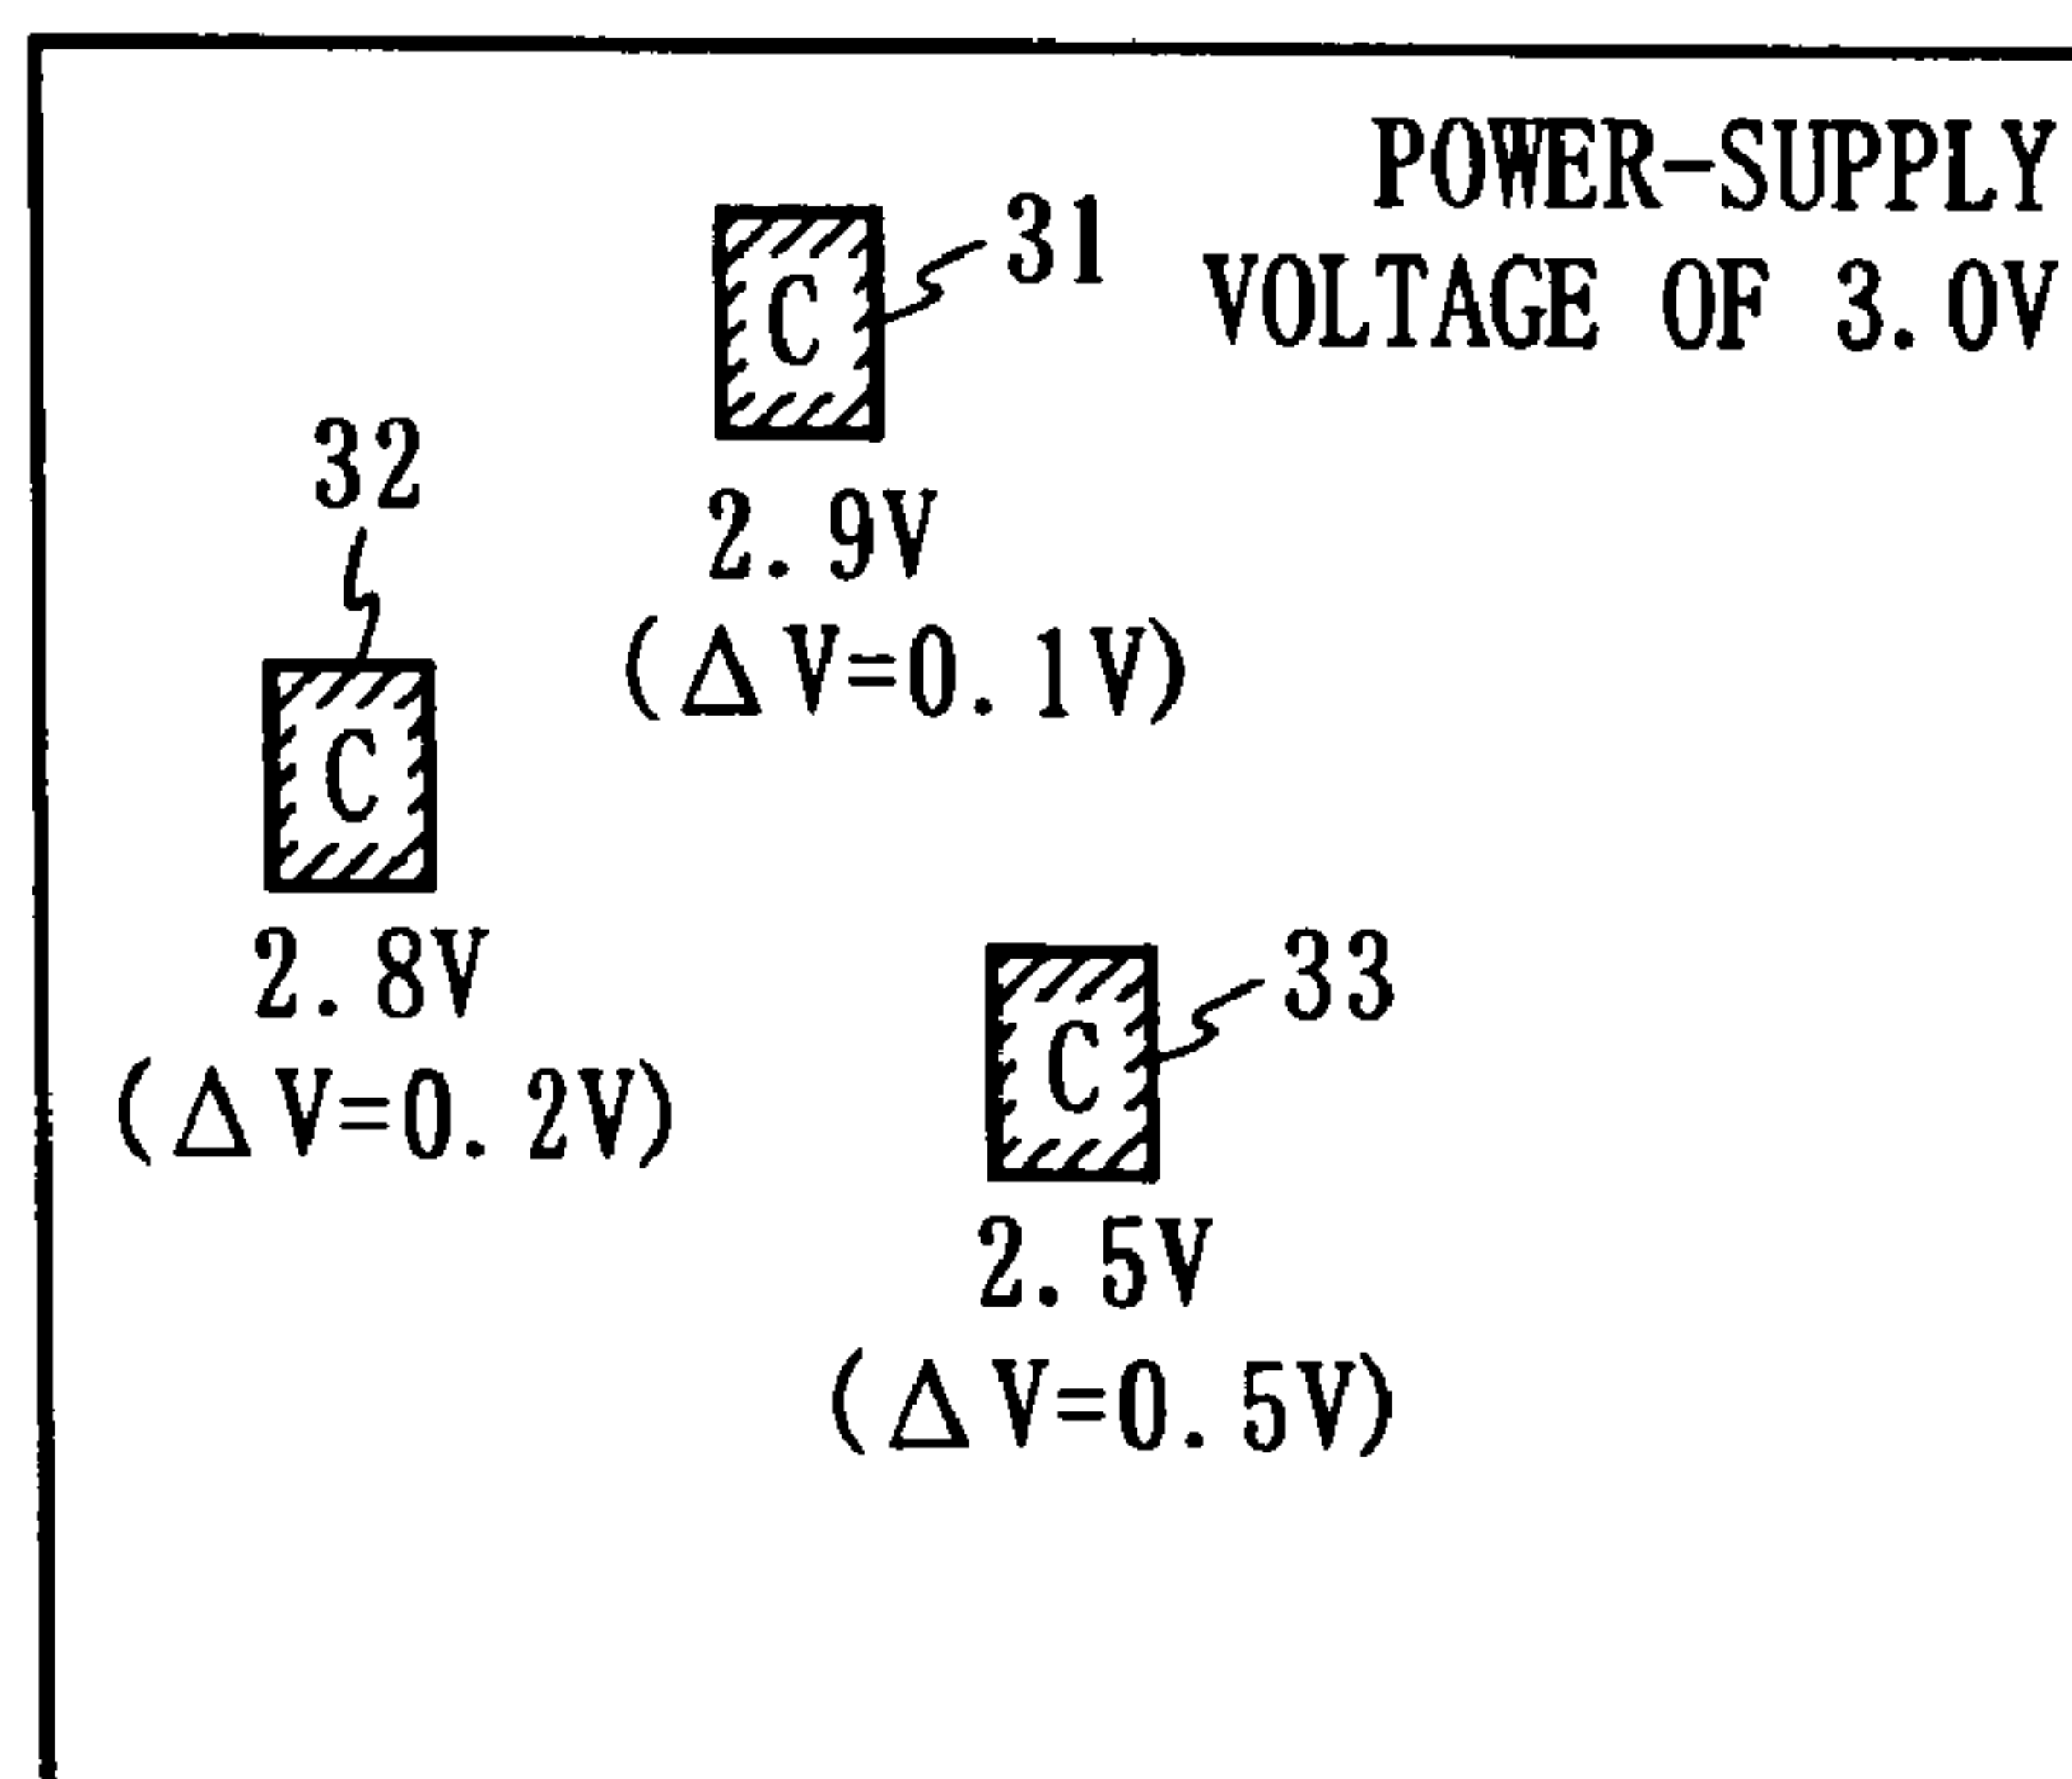 POWER-SUPPLY
VOLTAGE OF 3.0V
31
C
2.9V
(ΔV=0.1V)
32
C
2.8V
(ΔV=0.2V)
33
C
2.5V
(ΔV=0.5V)